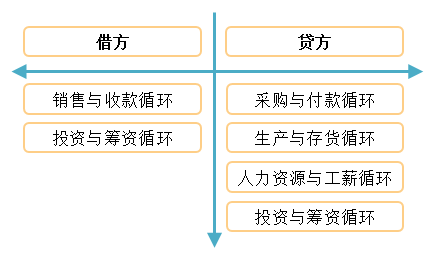 借方
贷方
销售与收款循环
采购与付款循环
投资与筹资循环
生产与存货循环
人力资源与工薪循环
投资与筹资循环